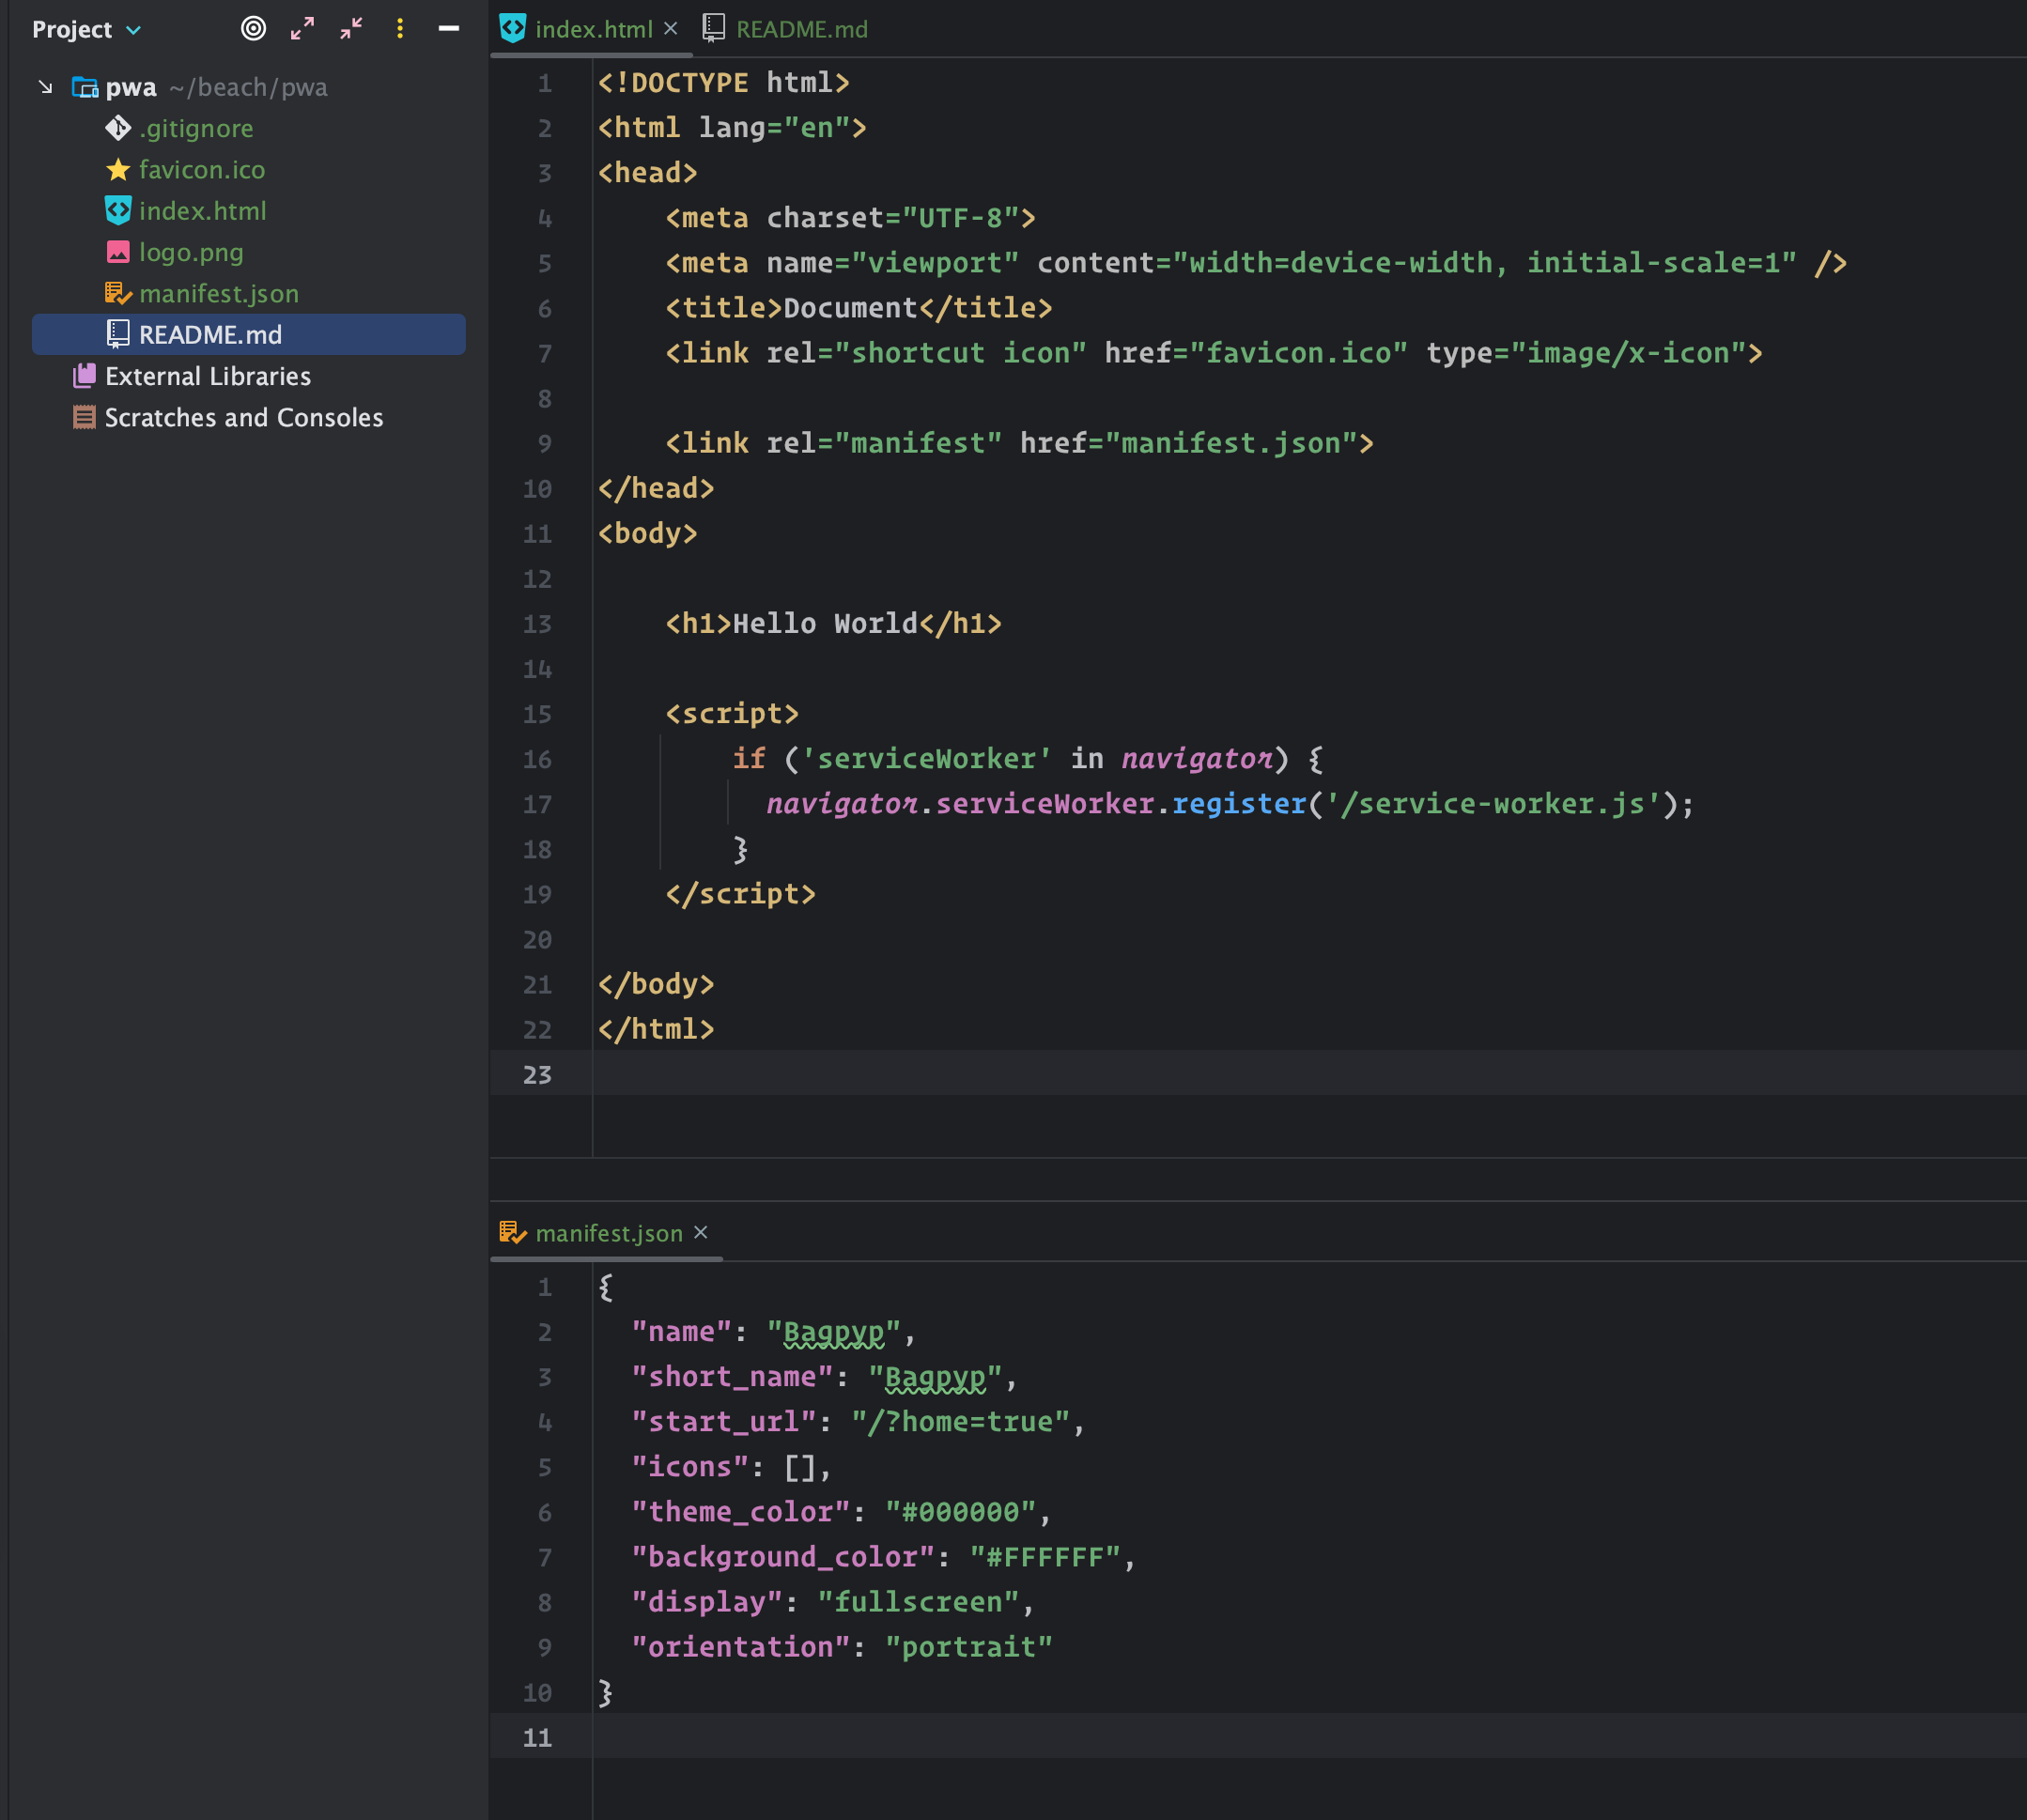 Project
pwa ~/beach/pwa
.gitignore
favicon.ico
index.html
logo.png
manifest.json
README.md
External Libraries
Scratches and Consoles
index.html
README.md
1 <!DOCTYPE html>
2 <html lang="en">
3 <head>
4     <meta charset="UTF-8">
5     <meta name="viewport" content="width=device-width, initial-scale=1" />
6     <title>Document</title>
7     <link rel="shortcut icon" href="favicon.ico" type="image/x-icon">
8
9     <link rel="manifest" href="manifest.json">
10 </head>
11 <body>
12
13     <h1>Hello World</h1>
14
15     <script>
16         if ('serviceWorker' in navigator) {
17           navigator.serviceWorker.register('/service-worker.js');
18         }
19     </script>
20
21 </body>
22 </html>
23
manifest.json
1 {
2   "name": "Bagpyp",
3   "short_name": "Bagpyp",
4   "start_url": "/?home=true",
5   "icons": [],
6   "theme_color": "#000000",
7   "background_color": "#FFFFFF",
8   "display": "fullscreen",
9   "orientation": "portrait"
10 }
11